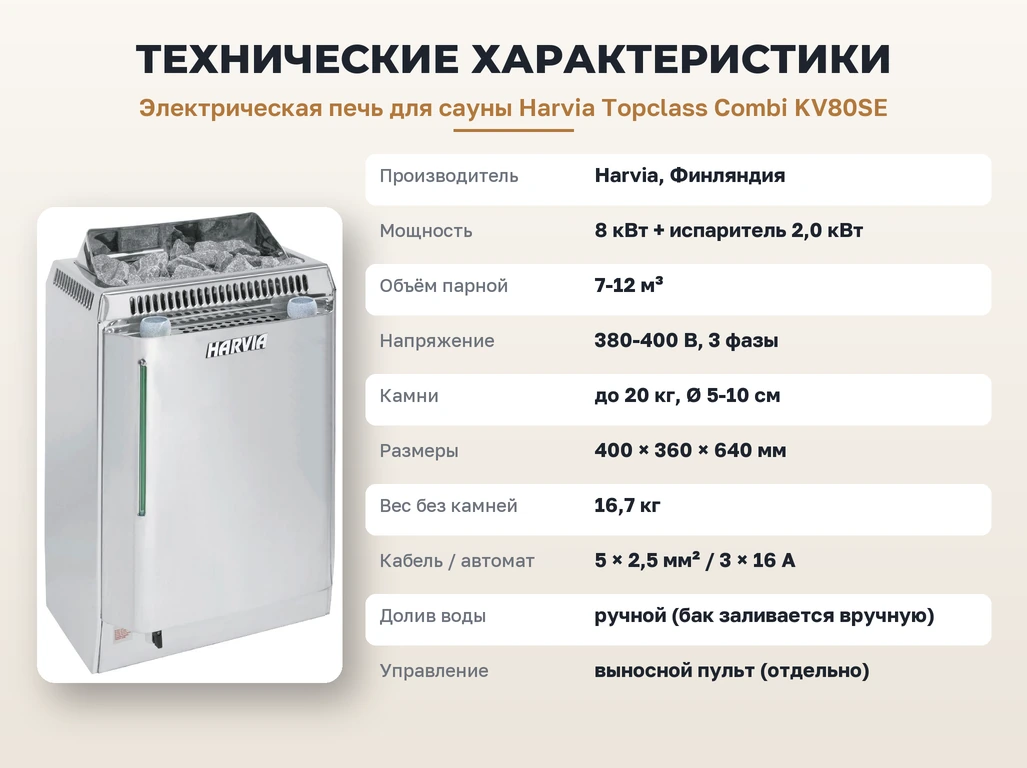 ТЕХНИЧЕСКИЕ ХАРАКТЕРИСТИКИ
Электрическая печь для сауны Harvia Topclass Combi KV80SE
Производитель Harvia, Финляндия
Мощность 8 кВт + испаритель 2,0 кВт
Объём парной 7-12 м³
Напряжение 380-400 В, 3 фазы
Камни до 20 кг, Ø 5-10 см
Размеры 400 × 360 × 640 мм
Вес без камней 16,7 кг
Кабель / автомат 5 × 2,5 мм² / 3 × 16 А
Долив воды ручной (бак заливается вручную)
Управление выносной пульт (отдельно)
HARVIA